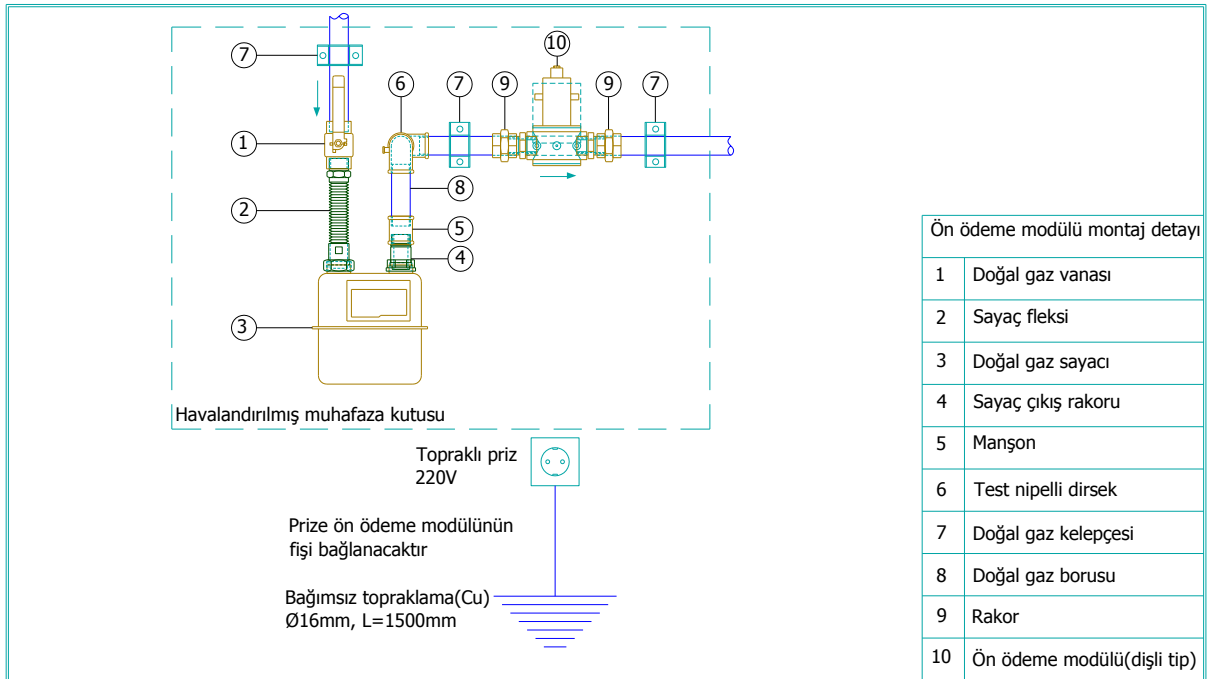 7
10
6
7
9
9
7
1
8
2
5
4
3
Havalandırılmış muhafaza kutusu
Topraklı priz
220V
Prize ön ödeme modülünün
fişi bağlanacaktır
Bağımsız topraklama(Cu)
Ø16mm, L=1500mm
Ön ödeme modülü montaj detayı
1 Doğal gaz vanası
2 Sayaç fleksi
3 Doğal gaz sayacı
4 Sayaç çıkış rakoru
5 Manşon
6 Test nipelli dirsek
7 Doğal gaz kelepçesi
8 Doğal gaz borusu
9 Rakor
10 Ön ödeme modülü(dişli tip)